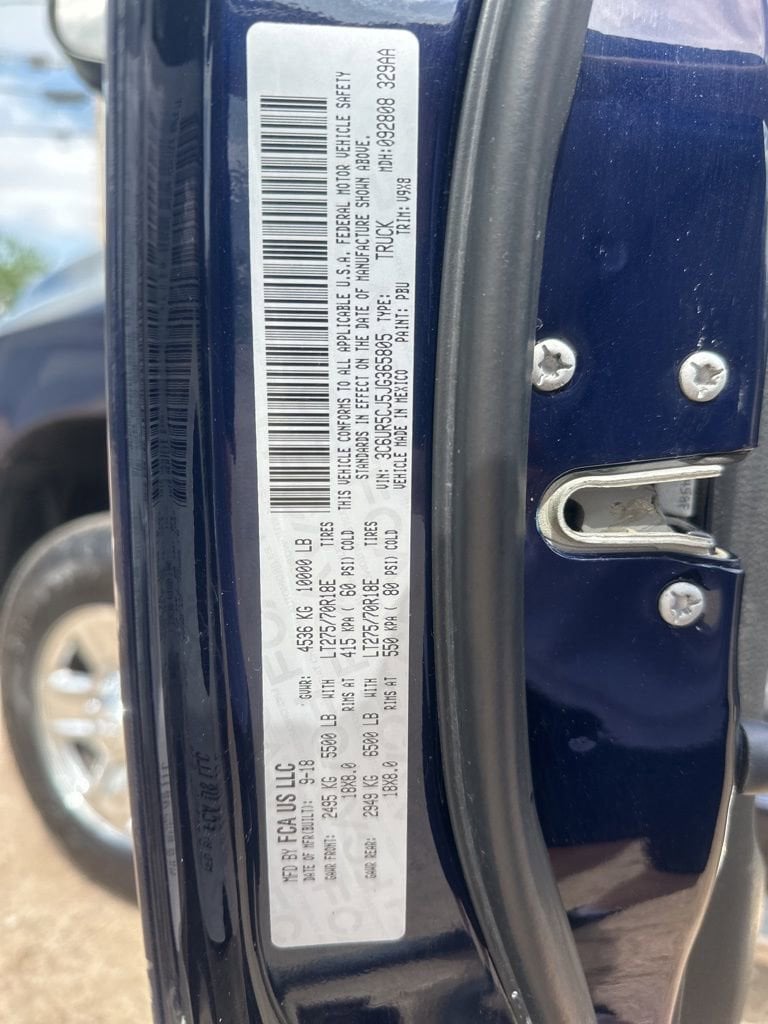 MFD BY FCA US LLC
DATE OF MFR(BUILT): 9-18 GVWR: 4536 KG 10000 LB
GAWR FRONT: 2495 KG 5500 LB WITH LT275/70R18E TIRES
18X8.0 RIMS AT 415 KPA ( 60 PSI) COLD
GAWR REAR: 2949 KG 6500 LB WITH LT275/70R18E TIRES
18X8.0 RIMS AT 550 KPA ( 80 PSI) COLD
THIS VEHICLE CONFORMS TO ALL APPLICABLE U.S.A. FEDERAL MOTOR VEHICLE SAFETY
STANDARDS IN EFFECT ON THE DATE OF MANUFACTURE SHOWN ABOVE.
VIN: 3C6UR5CJ5JG365805 TYPE: TRUCK MDH:092808 329AA
VEHICLE MADE IN MEXICO PAINT: PBU TRIM: V9X8